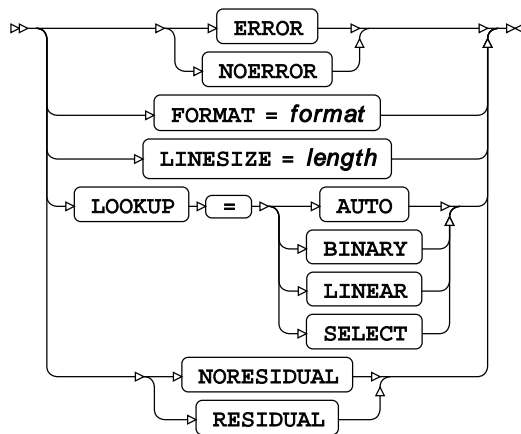 ERROR
NOERROR
FORMAT = format
LINESIZE = length
LOOKUP = AUTO
BINARY
LINEAR
SELECT
NORESIDUAL
RESIDUAL